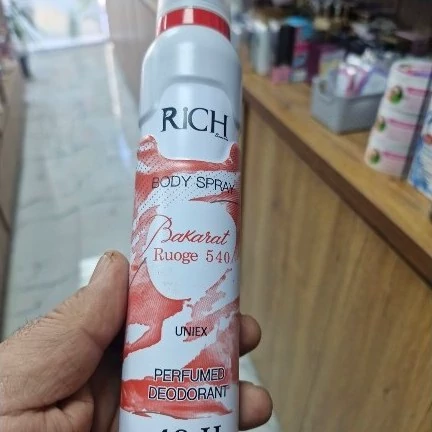 RICH
BODY SPRAY
Bakarat
Ruoge 540
UNIEX
PERFUMED
DEODORANT